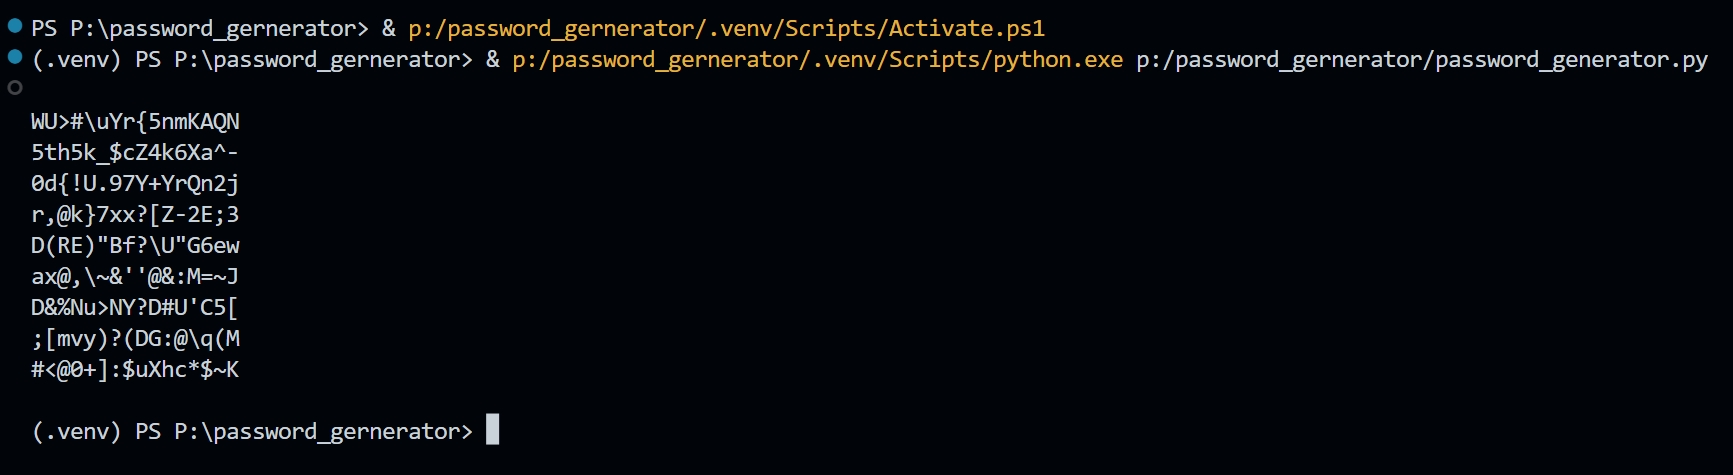 PS P:\password_gernerator> & p:/password_gernerator/.venv/Scripts/Activate.ps1
(.venv) PS P:\password_gernerator> & p:/password_gernerator/.venv/Scripts/python.exe p:/password_gernerator/password_generator.py
WU>#\uYr{5nmKAQN
5th5k_$cZ4k6Xa^-
0d{!U.97Y+YrQn2j
r,@k}7xx?[Z-2E;3
D(RE)"Bf?\U"G6ew
ax@,\~&''@&:M=~J
D&%Nu>NY?D#U'C5[
;[mvy)?(DG:@\q(M
#<@0+]:$uXhc*$~K
(.venv) PS P:\password_gernerator>